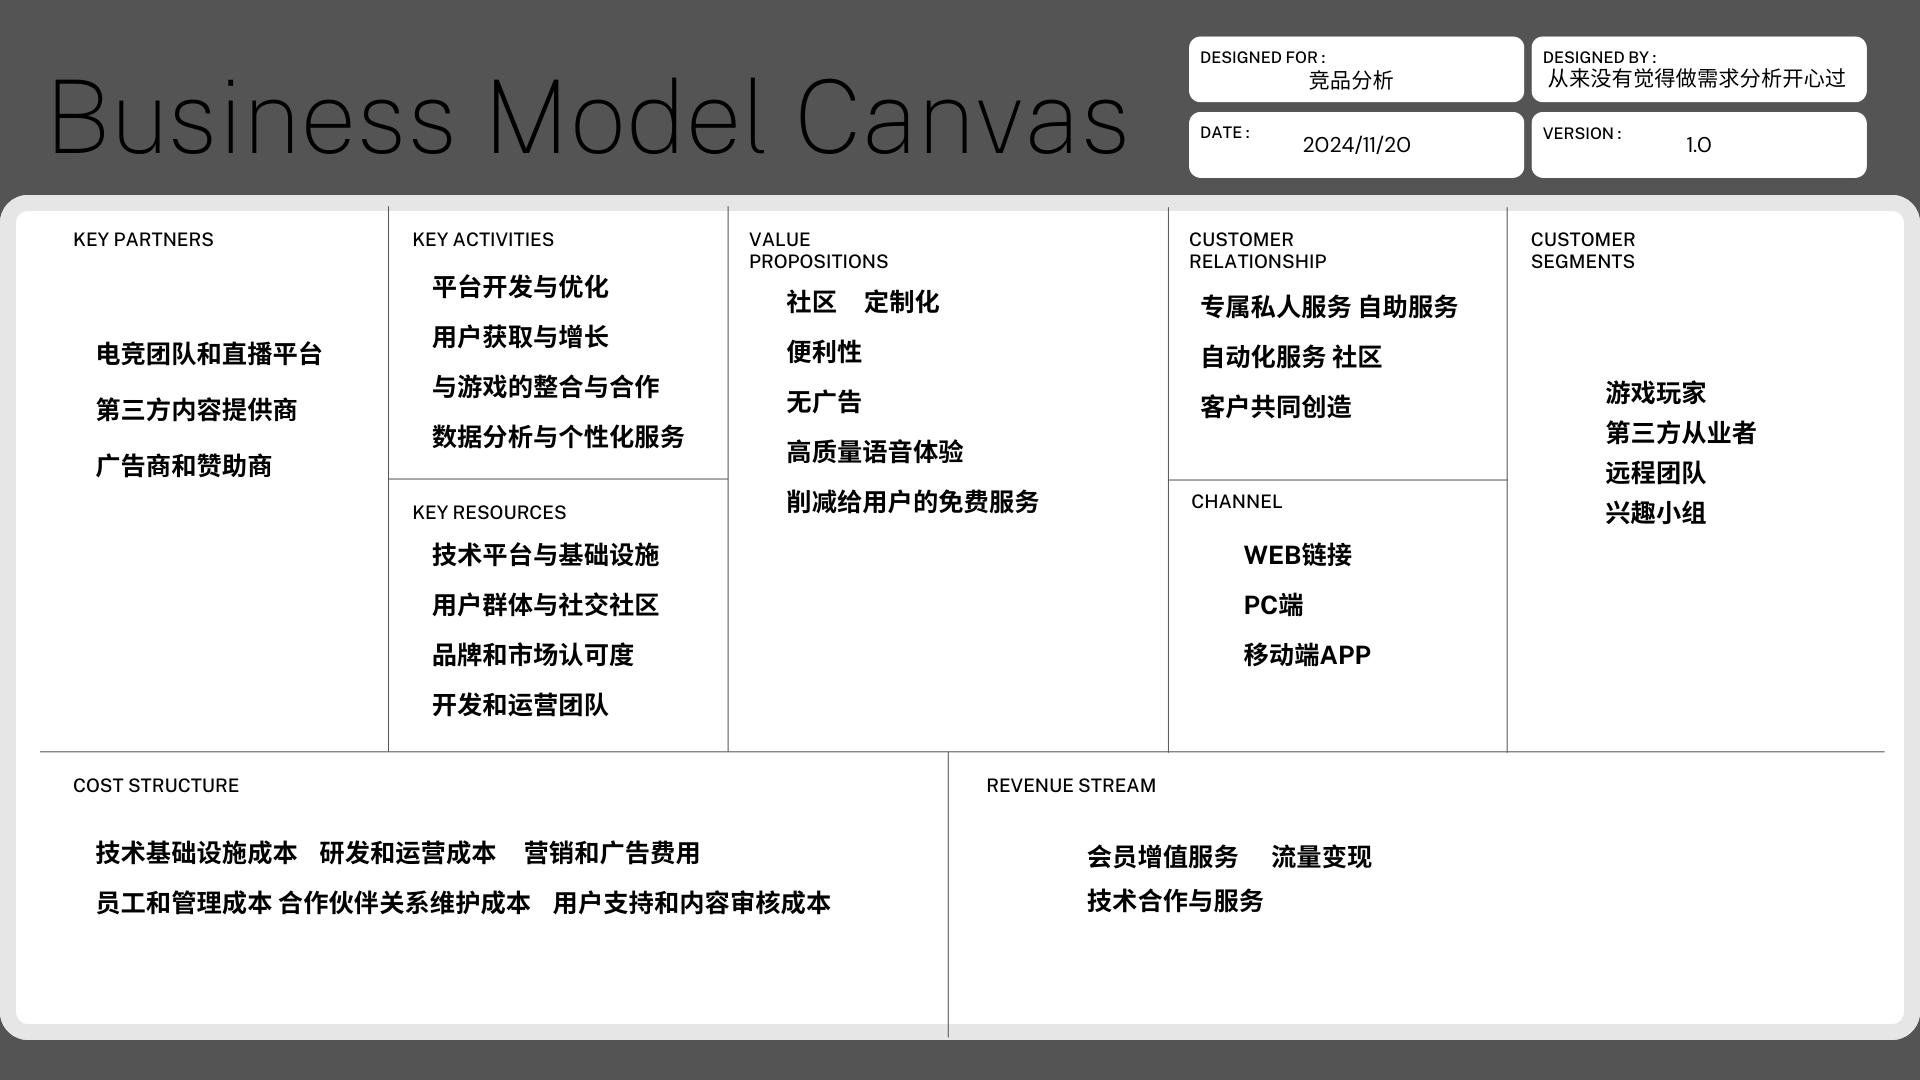 Business Model Canvas
DESIGNED FOR :
竞品分析
DESIGNED BY :
从来没有觉得做需求分析开心过
DATE :
2024/11/20
VERSION :
1.0
KEY PARTNERS
电竞团队和直播平台
第三方内容提供商
广告商和赞助商
KEY ACTIVITIES
平台开发与优化
用户获取与增长
与游戏的整合与合作
数据分析与个性化服务
KEY RESOURCES
技术平台与基础设施
用户群体与社交社区
品牌和市场认可度
开发和运营团队
VALUE
PROPOSITIONS
社区 定制化
便利性
无广告
高质量语音体验
削减给用户的免费服务
CUSTOMER
RELATIONSHIP
专属私人服务 自助服务
自动化服务 社区
客户共同创造
CHANNEL
WEB链接
PC端
移动端APP
CUSTOMER
SEGMENTS
游戏玩家
第三方从业者
远程团队
兴趣小组
COST STRUCTURE
技术基础设施成本 研发和运营成本 营销和广告费用
员工和管理成本 合作伙伴关系维护成本 用户支持和内容审核成本
REVENUE STREAM
会员增值服务 流量变现
技术合作与服务